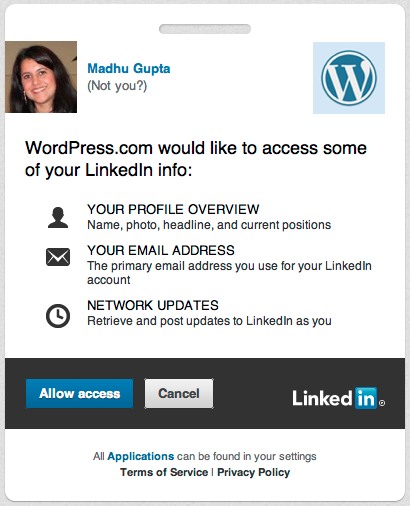 Madhu Gupta
(Not you?)
W
WordPress.com would like to access some
of your LinkedIn info:
YOUR PROFILE OVERVIEW
Name, photo, headline, and current positions
YOUR EMAIL ADDRESS
The primary email address you use for your LinkedIn
account
NETWORK UPDATES
Retrieve and post updates to LinkedIn as you
Allow access
Cancel
Linked in ®
All Applications can be found in your settings
Terms of Service | Privacy Policy